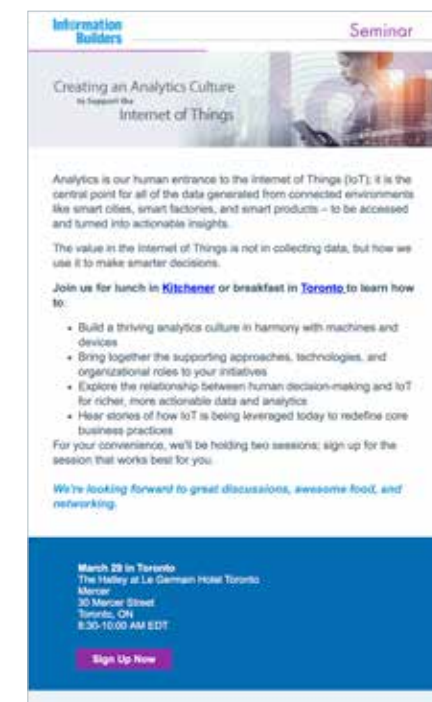 Information
Builders
Seminar
Creating an Analytics Culture
to Support the
Internet of Things
Analytics is our human entrance to the Internet of Things (IoT); it is the
central point for all of the data generated from connected environments
like smart cities, smart factories, and smart products – to be accessed
and turned into actionable insights.
The value in the Internet of Things is not in collecting data, but how we
use it to make smarter decisions.
Join us for lunch in Kitchener or breakfast in Toronto to learn how
to:
• Build a thriving analytics culture in harmony with machines and
devices
• Bring together the supporting approaches, technologies, and
organizational roles to your initiatives
• Explore the relationship between human decision-making and IoT
for richer, more actionable data and analytics
• Hear stories of how IoT is being leveraged today to redefine core
business practices
For your convenience, we'll be holding two sessions; sign up for the
session that works best for you.
We're looking forward to great discussions, awesome food, and
networking.
March 29 in Toronto
The Halley at Le Germain Hotel Toronto
Mercer
30 Mercer Street
Toronto, ON
8:30-10:00 AM EDT
Sign Up Now